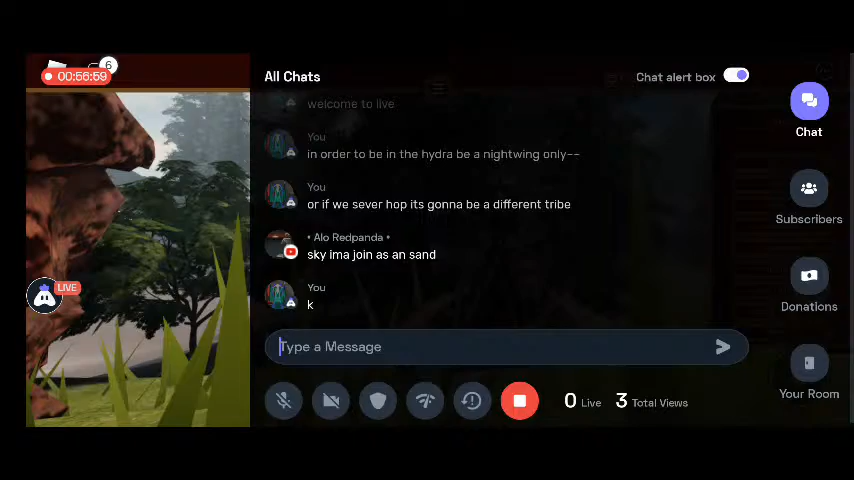 6
00:56:59
All Chats
Chat alert box
welcome to live
You
in order to be in the hydra be a nightwing only--
You
or if we sever hop its gonna be a different tribe
• Alo Redpanda •
sky ima join as an sand
You
k
Type a Message
0 Live 3 Total Views
LIVE
Chat
Subscribers
Donations
Your Room